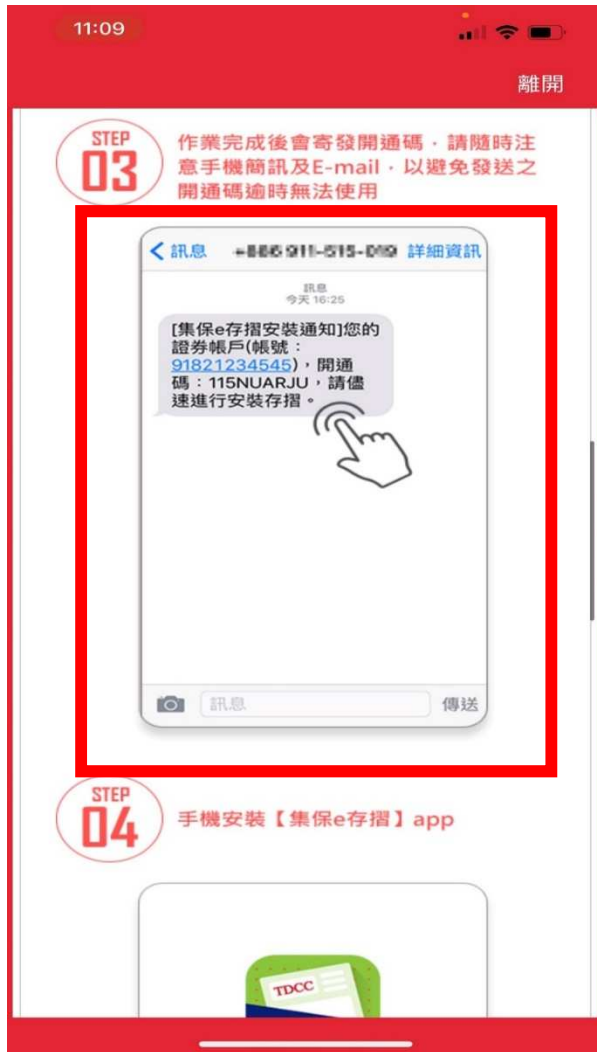 11:09
離開
STEP
03
作業完成後會寄發開通碼，請隨時注
意手機簡訊及E-mail，以避免發送之
開通碼逾時無法使用
訊息
詳細資訊
訊息
今天 16:25
[集保e存摺安裝通知]您的
證券帳戶(帳號：
91821234545)，開通
碼：115NUARJU，請儘
速進行安裝存摺。
訊息
傳送
STEP
04
手機安裝【集保e存摺】app
TDCC